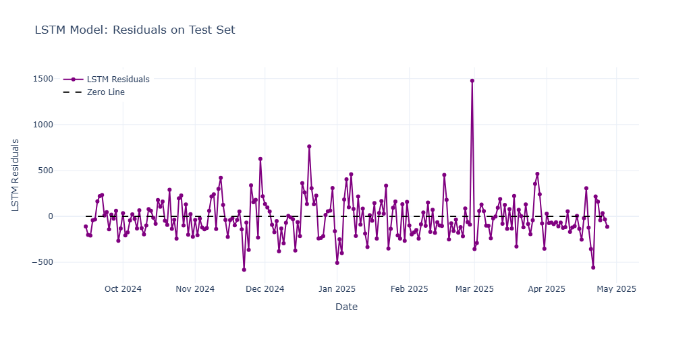 LSTM Model: Residuals on Test Set
LSTM Residuals
Zero Line
1500
1000
500
0
−500
LSTM Residuals
Oct 2024
Nov 2024
Dec 2024
Jan 2025
Feb 2025
Mar 2025
Apr 2025
May 2025
Date